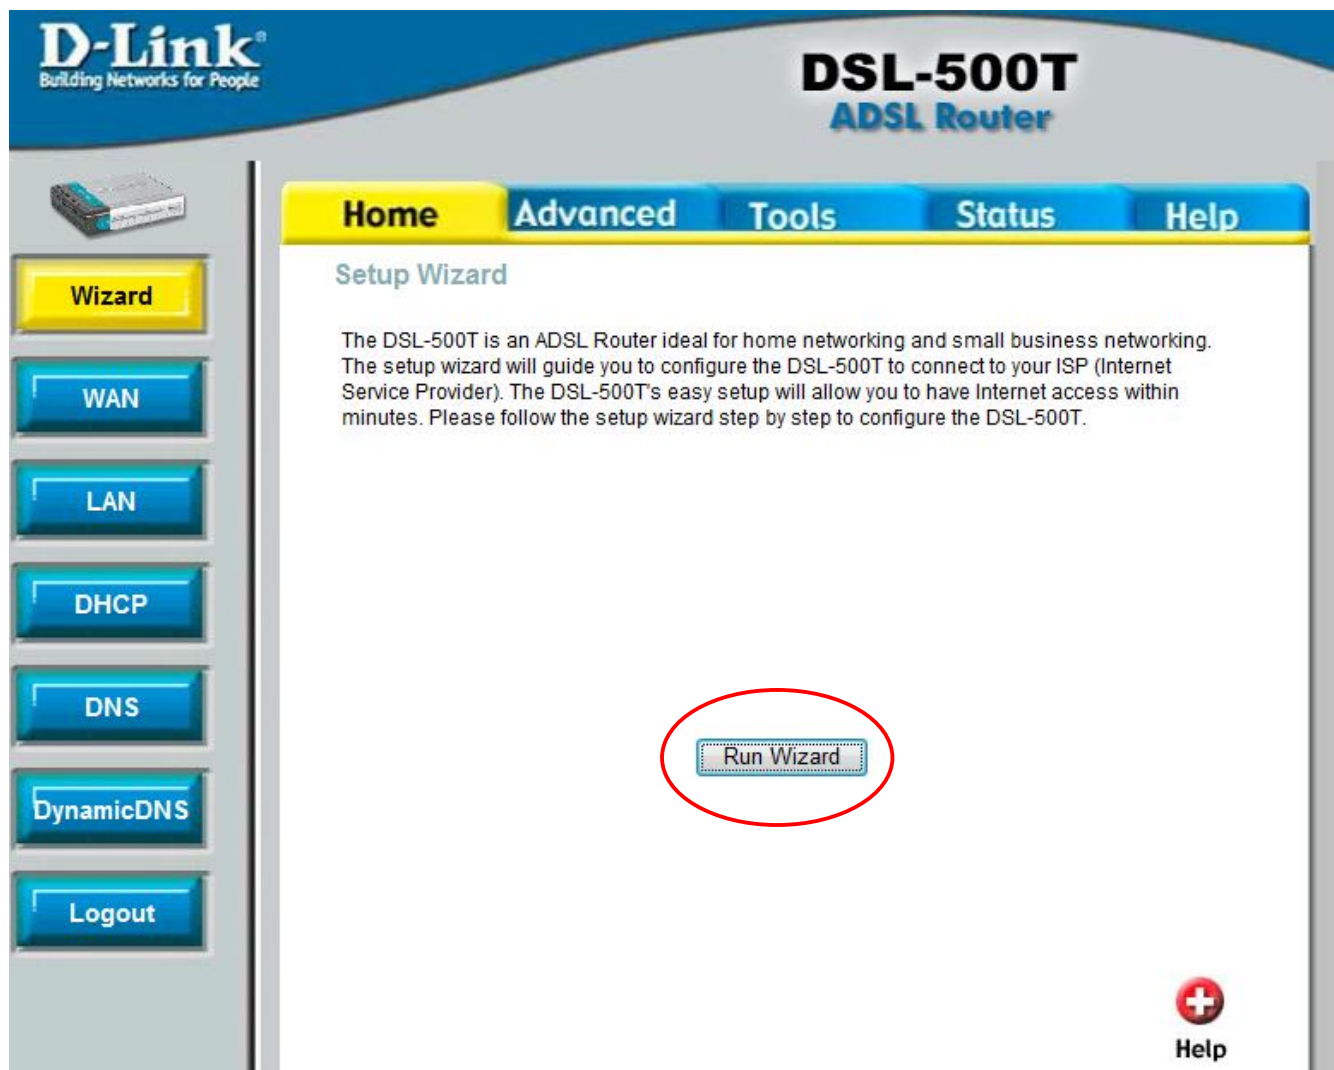 D-Link®
Building Networks for People
DSL-500T
ADSL Router
Home Advanced Tools Status Help
Wizard
WAN
LAN
DHCP
DNS
DynamicDNS
Logout
Setup Wizard
The DSL-500T is an ADSL Router ideal for home networking and small business networking.
The setup wizard will guide you to configure the DSL-500T to connect to your ISP (Internet
Service Provider). The DSL-500T's easy setup will allow you to have Internet access within
minutes. Please follow the setup wizard step by step to configure the DSL-500T.
Run Wizard
Help